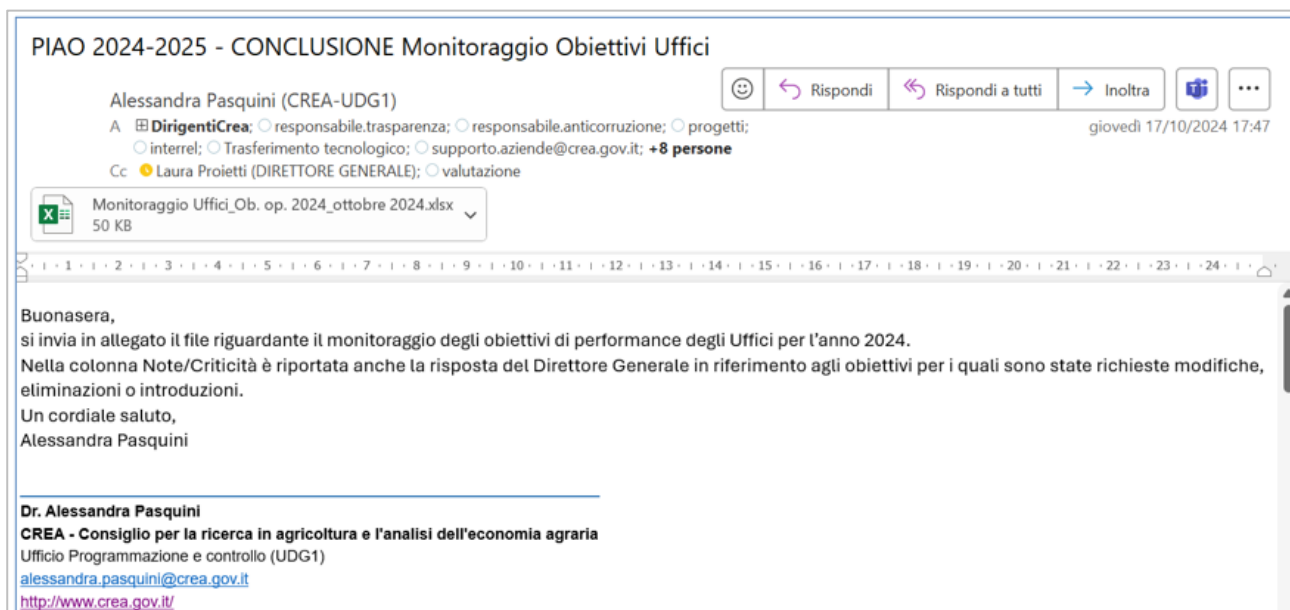 PIAO 2024-2025 - CONCLUSIONE Monitoraggio Obiettivi Uffici
Alessandra Pasquini (CREA-UDG1)
Rispondi
Rispondi a tutti
Inoltra
A DirigentiCrea; responsabile.trasparenza; responsabile.anticorruzione; progetti;
giovedì 17/10/2024 17:47
interrel; Trasferimento tecnologico; supporto.aziende@crea.gov.it; +8 persone
Cc Laura Proietti (DIRETTORE GENERALE); valutazione
Monitoraggio Uffici_Ob. op. 2024_ottobre 2024.xlsx
50 KB
1 2 3 4 5 6 7 8 9 10 11 12 13 14 15 16 17 18 19 20 21 22 23 24
Buonasera,
si invia in allegato il file riguardante il monitoraggio degli obiettivi di performance degli Uffici per l'anno 2024.
Nella colonna Note/Criticità è riportata anche la risposta del Direttore Generale in riferimento agli obiettivi per i quali sono state richieste modifiche,
eliminazioni o introduzioni.
Un cordiale saluto,
Alessandra Pasquini
Dr. Alessandra Pasquini
CREA - Consiglio per la ricerca in agricoltura e l'analisi dell'economia agraria
Ufficio Programmazione e controllo (UDG1)
alessandra.pasquini@crea.gov.it
http://www.crea.gov.it/